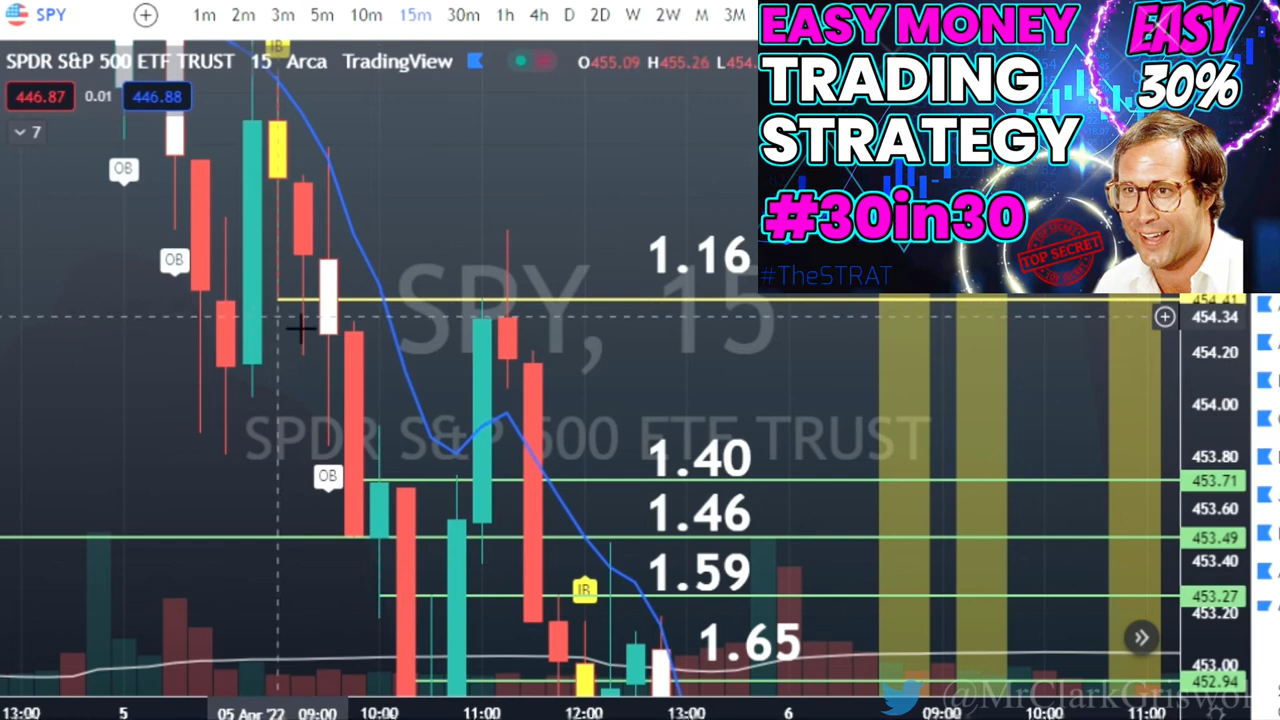 SPY
1m 2m 3m 5m 10m 15m 30m 1h 4h D 2D W 2W M 3M
SPDR S&P 500 ETF TRUST 15 Arca TradingView O455.09 H455.26 L454.
446.87 0.01 446.88
7
EASY MONEY
TRADING
STRATEGY
#30in30
#TheSTRAT
EASY
30%
TOP SECRET
IB
OB
OB
OB
IB
SPY, 15
SPDR S&P 500 ETF TRUST
1.16
1.40
1.46
1.59
1.65
454.41
454.34
454.20
454.00
453.80
453.71
453.60
453.49
453.40
453.27
453.20
453.00
452.94
@MrClarkGriswol
13:00 5 05 Apr '22 09:00 10:00 11:00 12:00 13:00 6 09:00 10:00 11:00